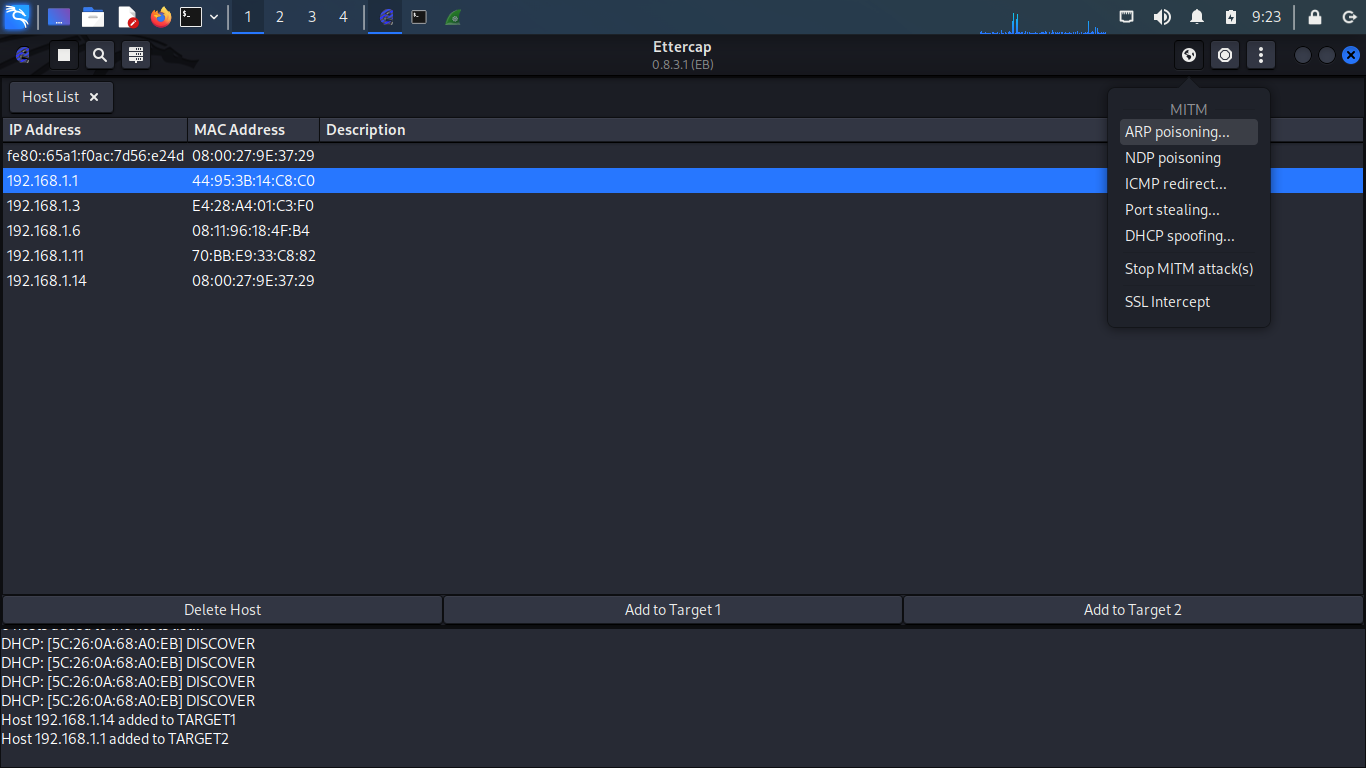 1 2 3 4 9:23
Ettercap
0.8.3.1 (EB)
Host List
IP Address MAC Address Description
fe80::65a1:f0ac:7d56:e24d 08:00:27:9E:37:29
192.168.1.1 44:95:3B:14:C8:C0
192.168.1.3 E4:28:A4:01:C3:F0
192.168.1.6 08:11:96:18:4F:B4
192.168.1.11 70:BB:E9:33:C8:82
192.168.1.14 08:00:27:9E:37:29
MITM
ARP poisoning...
NDP poisoning
ICMP redirect...
Port stealing...
DHCP spoofing...
Stop MITM attack(s)
SSL Intercept
Delete Host Add to Target 1 Add to Target 2
hosts added to the hosts list...
DHCP: [5C:26:0A:68:A0:EB] DISCOVER
DHCP: [5C:26:0A:68:A0:EB] DISCOVER
DHCP: [5C:26:0A:68:A0:EB] DISCOVER
DHCP: [5C:26:0A:68:A0:EB] DISCOVER
Host 192.168.1.14 added to TARGET1
Host 192.168.1.1 added to TARGET2